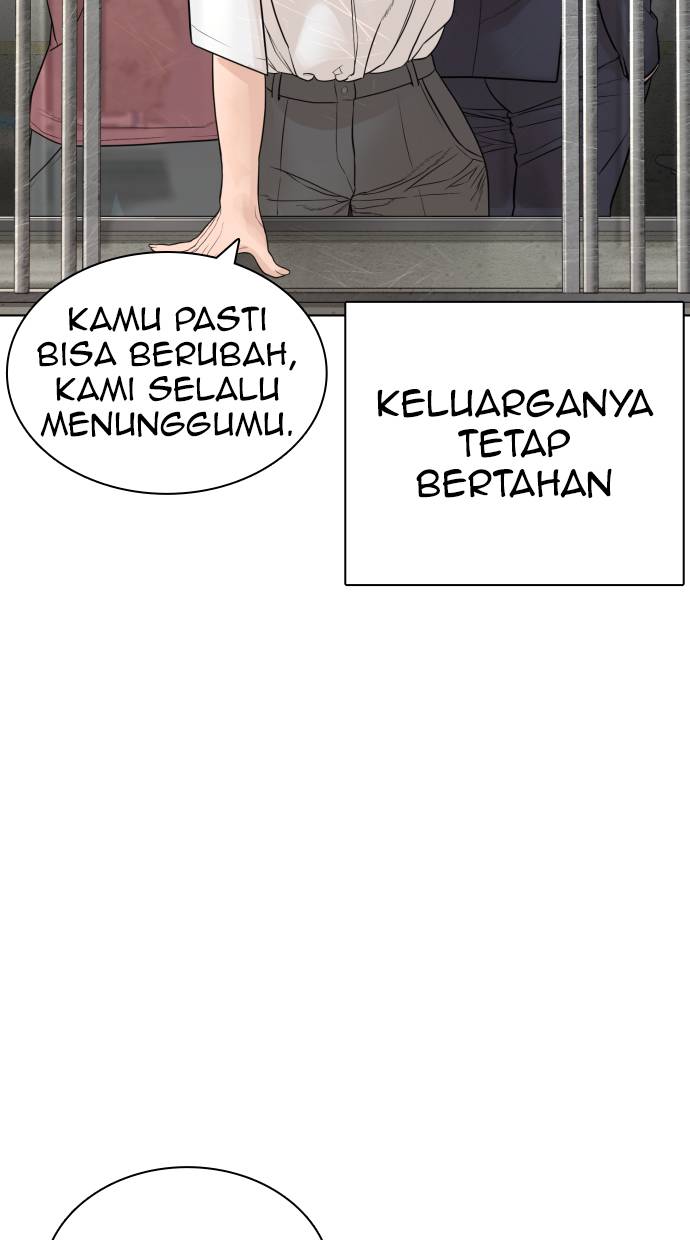 KAMU PASTI
BISA BERUBAH,
KAMI SELALU
MENUNGGUMU.
KELUARGANYA
TETAP
BERTAHAN